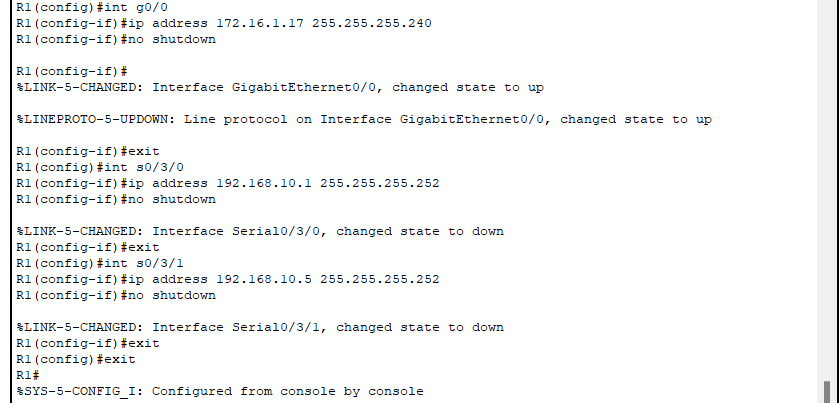 R1(config)#int g0/0
R1(config-if)#ip address 172.16.1.17 255.255.255.240
R1(config-if)#no shutdown
R1(config-if)#
%LINK-5-CHANGED: Interface GigabitEthernet0/0, changed state to up
%LINEPROTO-5-UPDOWN: Line protocol on Interface GigabitEthernet0/0, changed state to up
R1(config-if)#exit
R1(config)#int s0/3/0
R1(config-if)#ip address 192.168.10.1 255.255.255.252
R1(config-if)#no shutdown
%LINK-5-CHANGED: Interface Serial0/3/0, changed state to down
R1(config-if)#exit
R1(config)#int s0/3/1
R1(config-if)#ip address 192.168.10.5 255.255.255.252
R1(config-if)#no shutdown
%LINK-5-CHANGED: Interface Serial0/3/1, changed state to down
R1(config-if)#exit
R1(config)#exit
R1#
%SYS-5-CONFIG_I: Configured from console by console